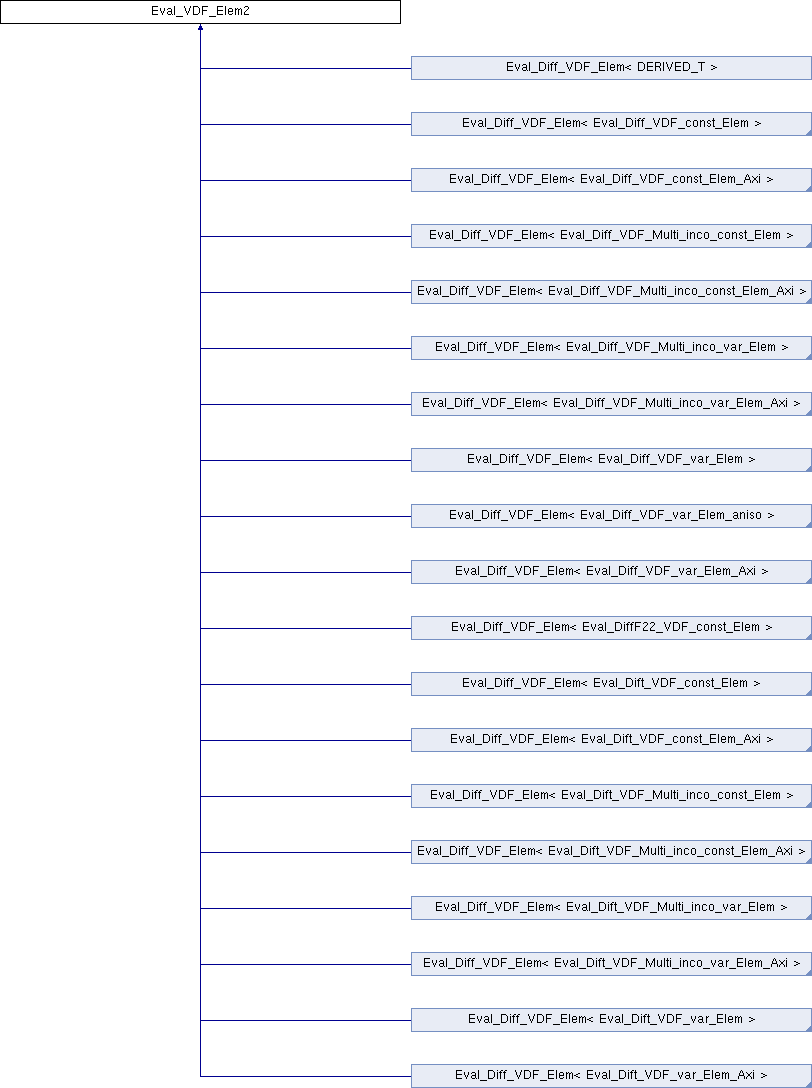 Eval_VDF_Elem2
Eval_Diff_VDF_Elem< DERIVED_T >
Eval_Diff_VDF_Elem< Eval_Diff_VDF_const_Elem >
Eval_Diff_VDF_Elem< Eval_Diff_VDF_const_Elem_Axi >
Eval_Diff_VDF_Elem< Eval_Diff_VDF_Multi_inco_const_Elem >
Eval_Diff_VDF_Elem< Eval_Diff_VDF_Multi_inco_const_Elem_Axi >
Eval_Diff_VDF_Elem< Eval_Diff_VDF_Multi_inco_var_Elem >
Eval_Diff_VDF_Elem< Eval_Diff_VDF_Multi_inco_var_Elem_Axi >
Eval_Diff_VDF_Elem< Eval_Diff_VDF_var_Elem >
Eval_Diff_VDF_Elem< Eval_Diff_VDF_var_Elem_aniso >
Eval_Diff_VDF_Elem< Eval_Diff_VDF_var_Elem_Axi >
Eval_Diff_VDF_Elem< Eval_DiffF22_VDF_const_Elem >
Eval_Diff_VDF_Elem< Eval_Dift_VDF_const_Elem >
Eval_Diff_VDF_Elem< Eval_Dift_VDF_const_Elem_Axi >
Eval_Diff_VDF_Elem< Eval_Dift_VDF_Multi_inco_const_Elem >
Eval_Diff_VDF_Elem< Eval_Dift_VDF_Multi_inco_const_Elem_Axi >
Eval_Diff_VDF_Elem< Eval_Dift_VDF_Multi_inco_var_Elem >
Eval_Diff_VDF_Elem< Eval_Dift_VDF_Multi_inco_var_Elem_Axi >
Eval_Diff_VDF_Elem< Eval_Dift_VDF_var_Elem >
Eval_Diff_VDF_Elem< Eval_Dift_VDF_var_Elem_Axi >